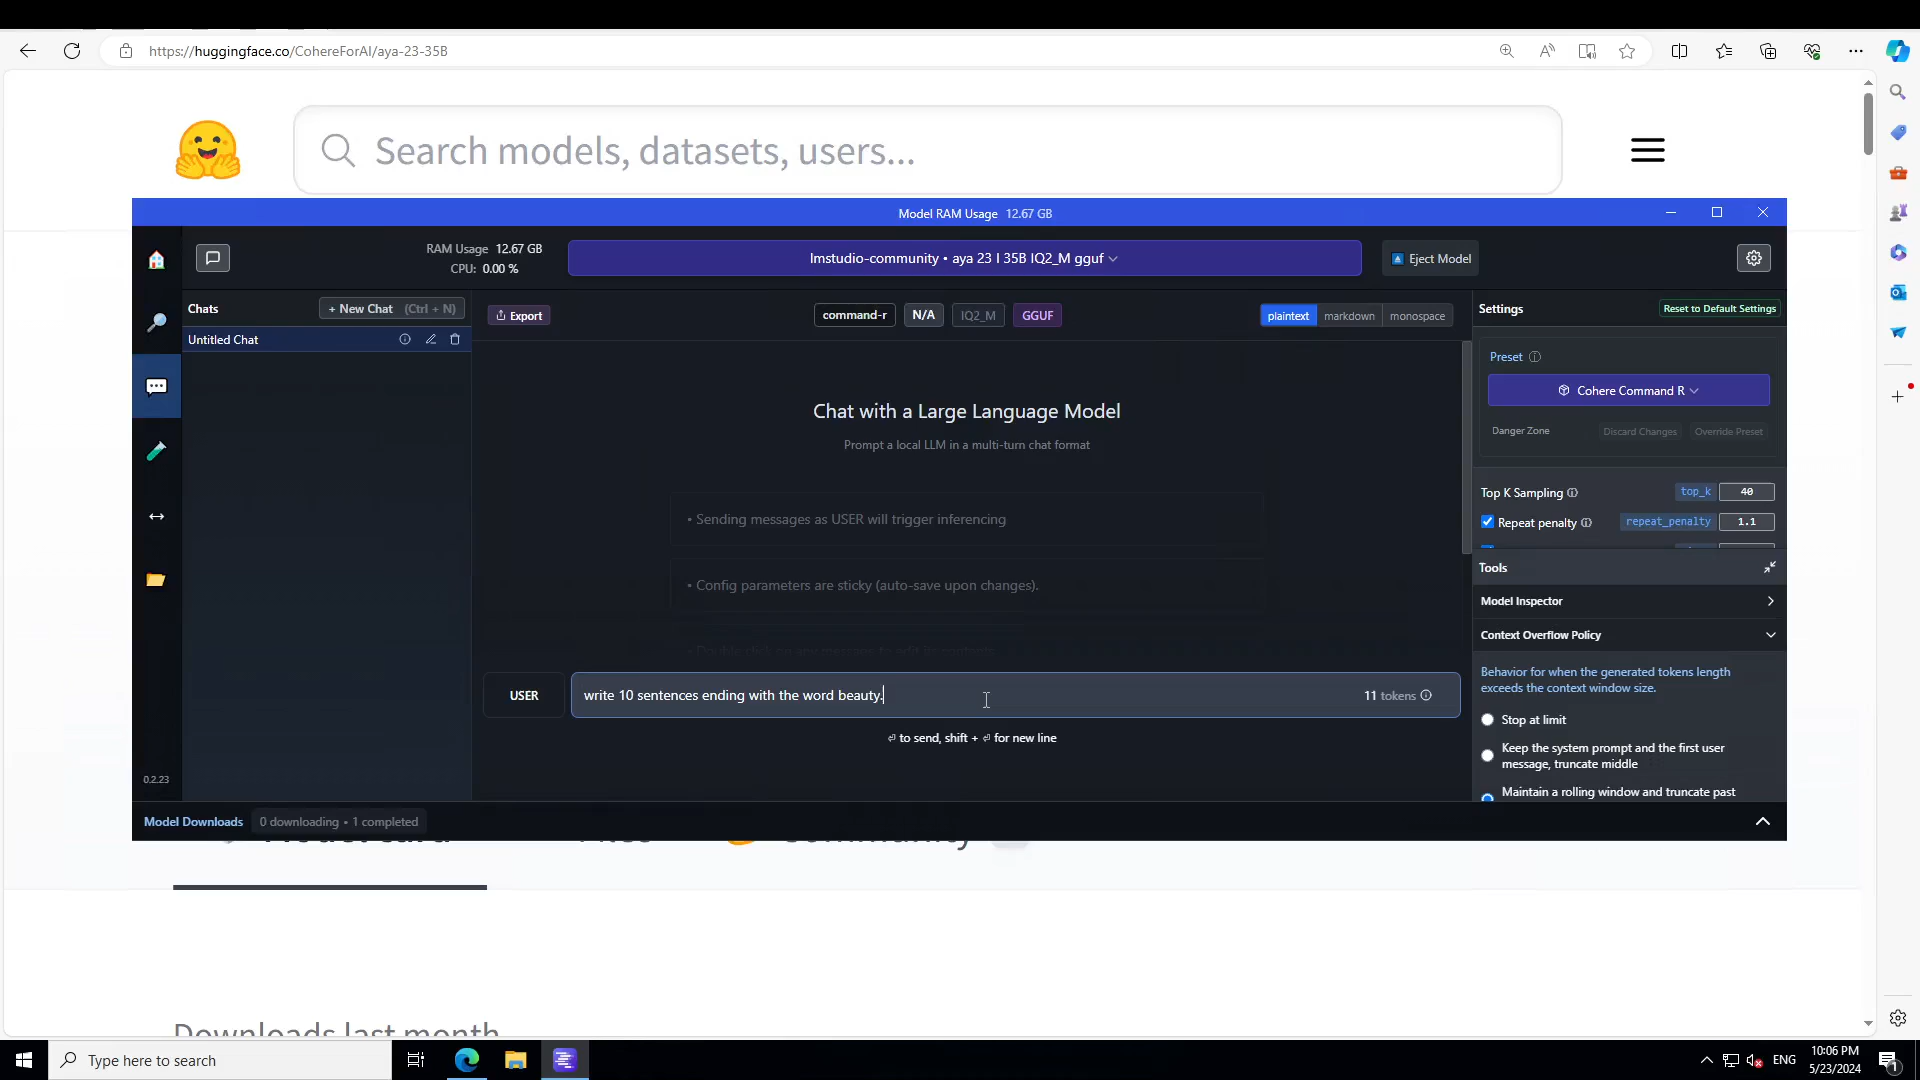 https://huggingface.co/CohereForAI/aya-23-35B
Search models, datasets, users...
Model RAM Usage 12.67 GB
RAM Usage 12.67 GB
CPU: 0.00 %
lmstudio-community • aya 23 I 35B IQ2_M gguf
Eject Model
Chats
+ New Chat (Ctrl + N)
Export
command-r N/A IQ2_M GGUF
plaintext markdown monospace
Settings
Reset to Default Settings
Untitled Chat
Preset
Cohere Command R
Danger Zone Discard Changes Override Preset
Chat with a Large Language Model
Prompt a local LLM in a multi-turn chat format
• Sending messages as USER will trigger inferencing
• Config parameters are sticky (auto-save upon changes).
Top K Sampling top_k 40
Repeat penalty repeat_penalty 1.1
Tools
Model Inspector
Context Overflow Policy
Behavior for when the generated tokens length
exceeds the context window size.
Stop at limit
Keep the system prompt and the first user
message, truncate middle
Maintain a rolling window and truncate past
USER
write 10 sentences ending with the word beauty.
11 tokens
⏎ to send, shift + ⏎ for new line
0.2.23
Model Downloads 0 downloading • 1 completed
Downloads last month
Type here to search
ENG
10:06 PM
5/23/2024
1